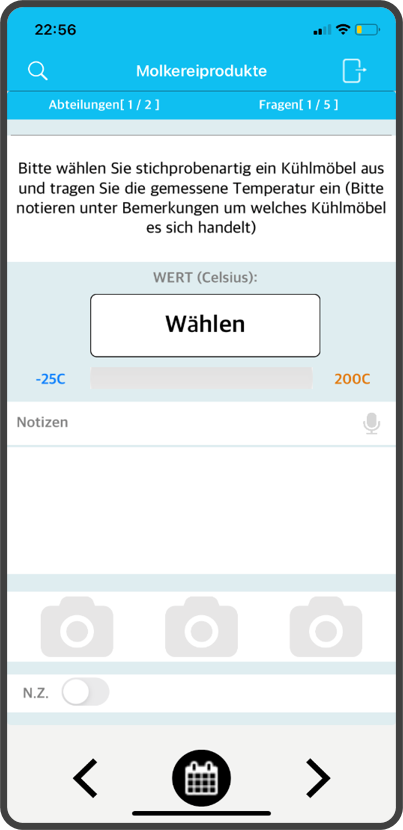 22:56
Molkereiprodukte
Abteilungen[ 1 / 2 ] Fragen[ 1 / 5 ]
Bitte wählen Sie stichprobenartig ein Kühlmöbel aus
und tragen Sie die gemessene Temperatur ein (Bitte
notieren unter Bemerkungen um welches Kühlmöbel
es sich handelt)
WERT (Celsius):
Wählen
-25C 200C
Notizen
N.Z.